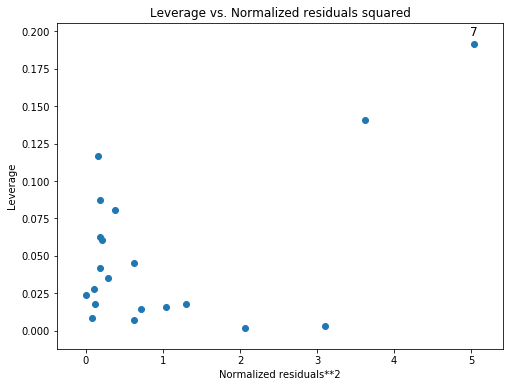 Leverage vs. Normalized residuals squared
7
0.200
0.175
0.150
0.125
0.100
0.075
0.050
0.025
0.000
Leverage
0 1 2 3 4 5
Normalized residuals**2